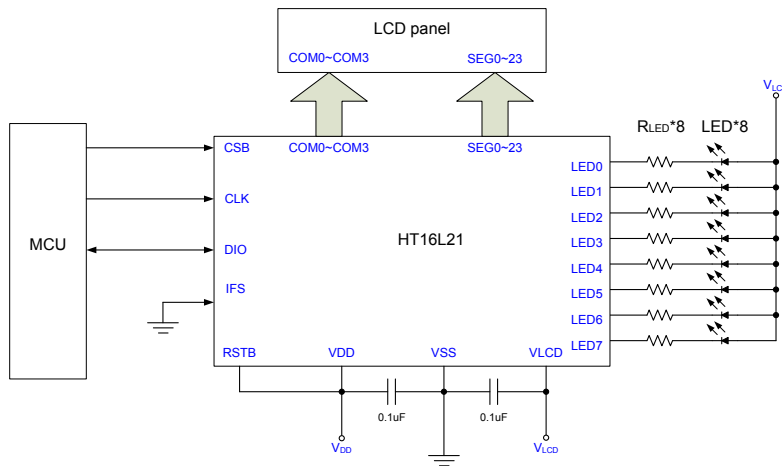 LCD panel
COM0~COM3 SEG0~23
VLC
RLED*8 LED*8
MCU
CSB COM0~COM3 SEG0~23
LED0
CLK LED1
LED2
DIO HT16L21 LED3
LED4
IFS LED5
LED6
RSTB VDD VSS VLCD LED7
0.1uF 0.1uF
VDD VLCD